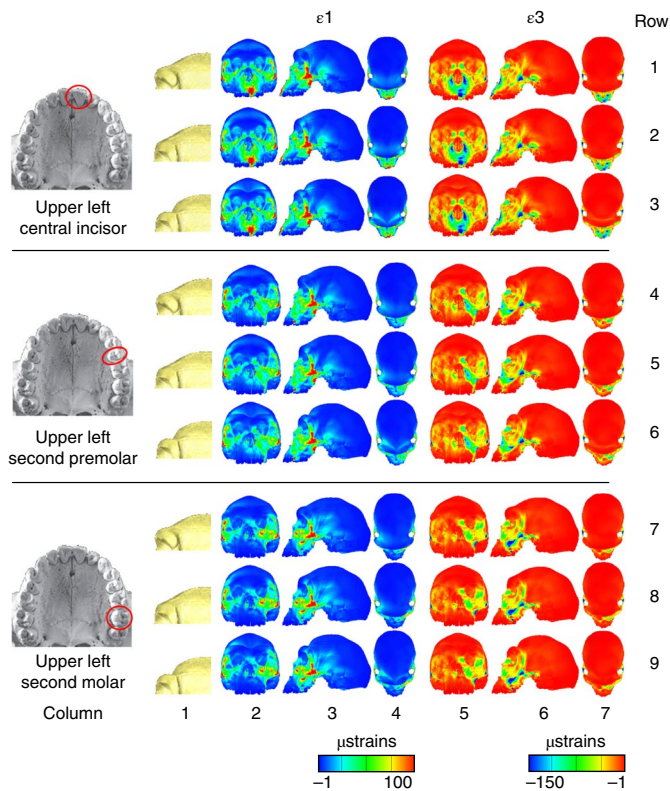 ε1 ε3 Row
1
2
3
Upper left
central incisor
4
5
6
Upper left
second premolar
7
8
9
Upper left
second molar
Column 1 2 3 4 5 6 7
µstrains µstrains
–1 100 –150 –1